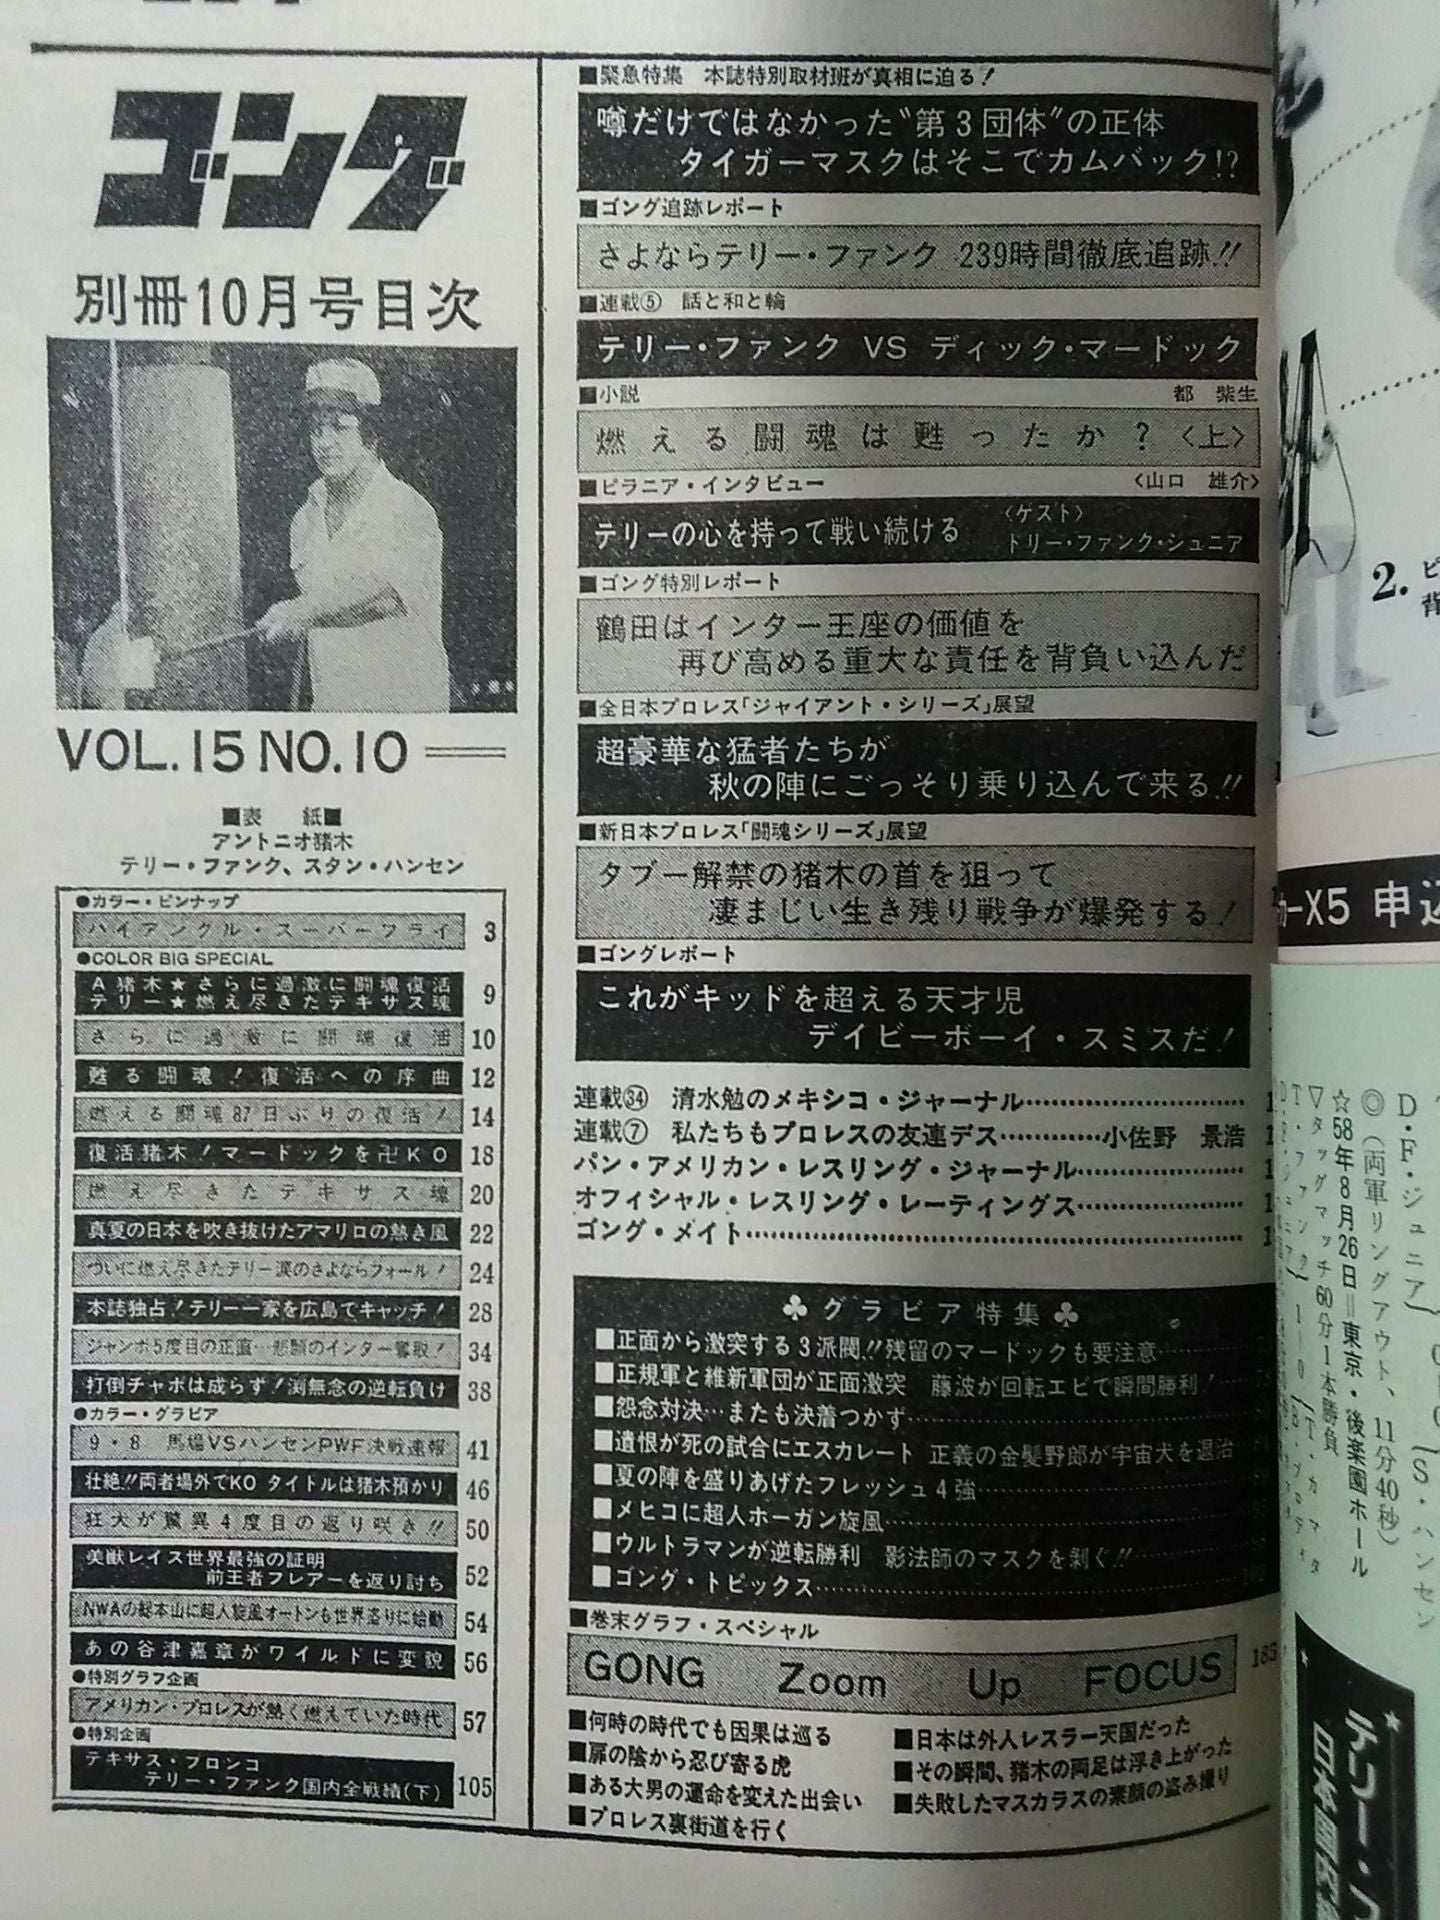 ゴング
別冊10月号目次
VOL.15 NO.10
■表　紙■
アントニオ猪木
テリー・ファンク、スタン・ハンセン
●カラー・ピンナップ
ハイアングル・スーパーフライ 3
●COLOR BIG SPECIAL
A猪木★さらに過激に闘魂復活
テリー★燃え尽きたテキサス魂 9
さらに過激に闘魂復活 10
甦る闘魂!復活への序曲 12
燃える闘魂87日ぶりの復活! 14
復活猪木!マードックを卍KO 18
燃え尽きたテキサス魂 20
真夏の日本を吹き抜けたアマリロの熱き風 22
ついに燃え尽きたテリー涙のさよならフォール! 24
本誌独占!テリー一家を広島でキャッチ! 28
ジャンボ5度目の正直…悲願のインター奪取! 34
打倒チャボは成らず!渕無念の逆転負け 38
●カラー・グラビア
9・8　馬場VSハンセンPWF決戦速報 41
壮絶!!両者場外でKO タイトルは猪木預かり 46
狂犬が驚異4度目の返り咲き!! 50
美獣レイス世界最強の証明
前王者フレアーを返り討ち 52
NWAの総本山に超人旋風オートンも世界盗りに始動 54
あの谷津嘉章がワイルドに変貌 56
●特別グラフ企画
アメリカン・プロレスが熱く燃えていた時代 57
●特別企画
テキサス・ブロンコ
テリー・ファンク国内全戦績(下) 105
■緊急特集　本誌特別取材班が真相に迫る!
噂だけではなかった"第3団体"の正体
タイガーマスクはそこでカムバック!?
■ゴング追跡レポート
さよならテリー・ファンク 239時間徹底追跡!!
■連載⑤　話と和と輪
テリー・ファンク VS ディック・マードック
■小説　都　紫生
燃える闘魂は甦ったか?〈上〉
■ピラニア・インタビュー　〈山口　雄介〉
テリーの心を持って戦い続ける　〈ゲスト〉
ドリー・ファンク・ジュニア
■ゴング特別レポート
鶴田はインター王座の価値を
再び高める重大な責任を背負い込んだ
■全日本プロレス「ジャイアント・シリーズ」展望
超豪華な猛者たちが
秋の陣にごっそり乗り込んで来る!!
■新日本プロレス「闘魂シリーズ」展望
タブー解禁の猪木の首を狙って
凄まじい生き残り戦争が爆発する!
■ゴングレポート
これがキッドを超える天才児
デイビーボーイ・スミスだ!
連載㉞　清水勉のメキシコ・ジャーナル…………
連載⑦　私たちもプロレスの友達デス…………小佐野　景浩
パン・アメリカン・レスリング・ジャーナル…………
オフィシャル・レスリング・レーティングス…………
ゴング・メイト…………
♣グラビア特集♣
■正面から激突する3派閥!!残留のマードックも要注意……
■正規軍と維新軍団が正面激突　藤波が回転エビで瞬間勝利!……
■怨念対決…またも決着つかず…………
■遺恨が死の試合にエスカレート 正義の金髪野郎が宇宙犬を退治
■夏の陣を盛りあげたフレッシュ4強…………
■メヒコに超人ホーガン旋風…………
■ウルトラマンが逆転勝利　影法師のマスクを剥ぐ!!……
■ゴング・トピックス…………
■巻末グラフ・スペシャル
GONG Zoom Up FOCUS 185
■何時の時代でも因果は巡る
■扉の陰から忍び寄る虎
■ある大男の運命を変えた出会い
■プロレス裏街道を行く
■日本は外人レスラー天国だった
■その瞬間、猪木の両足は浮き上がった
■失敗したマスカラスの素顔の盗み撮り
2.
カーX5 申込
D・F・ジュニア
S・ハンセン
◎(両軍リングアウト、11分40秒)
☆58年8月26日=東京・後楽園ホール
▽タッグマッチ60分1本勝負